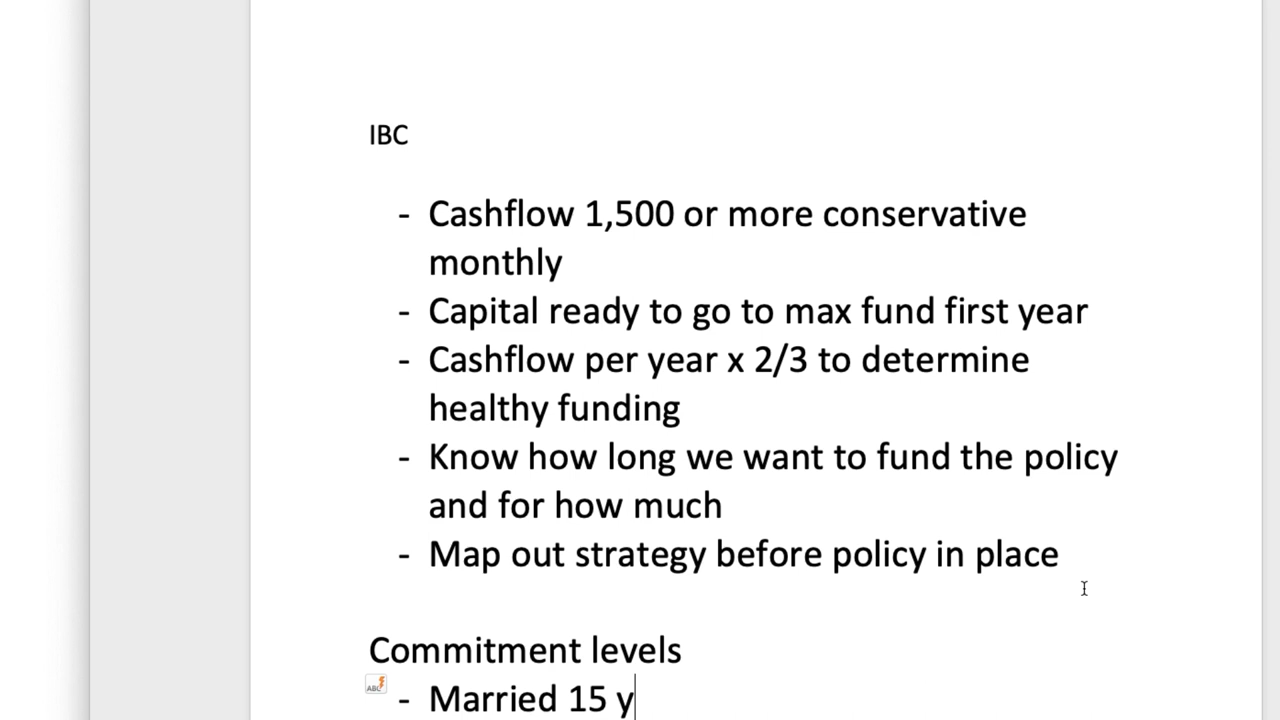 IBC
- Cashflow 1,500 or more conservative
monthly
- Capital ready to go to max fund first year
- Cashflow per year x 2/3 to determine
healthy funding
- Know how long we want to fund the policy
and for how much
- Map out strategy before policy in place
Commitment levels
ABC
- Married 15 y